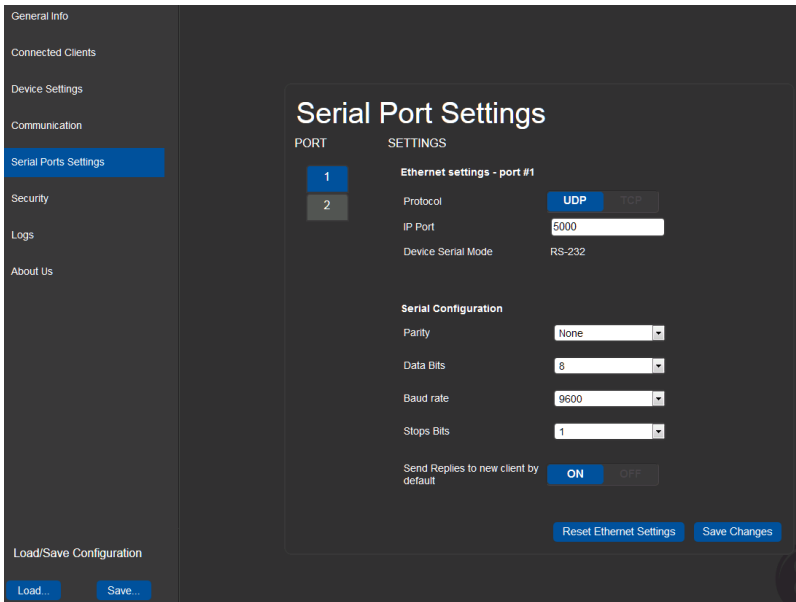 General Info
Connected Clients
Device Settings
Communication
Serial Ports Settings
Security
Logs
About Us
Load/Save Configuration
Load...
Save...
Serial Port Settings
PORT
SETTINGS
1
2
Ethernet settings - port #1
Protocol
UDP
TCP
IP Port
5000
Device Serial Mode
RS-232
Serial Configuration
Parity
None
Data Bits
8
Baud rate
9600
Stops Bits
1
Send Replies to new client by
default
ON
OFF
Reset Ethernet Settings
Save Changes